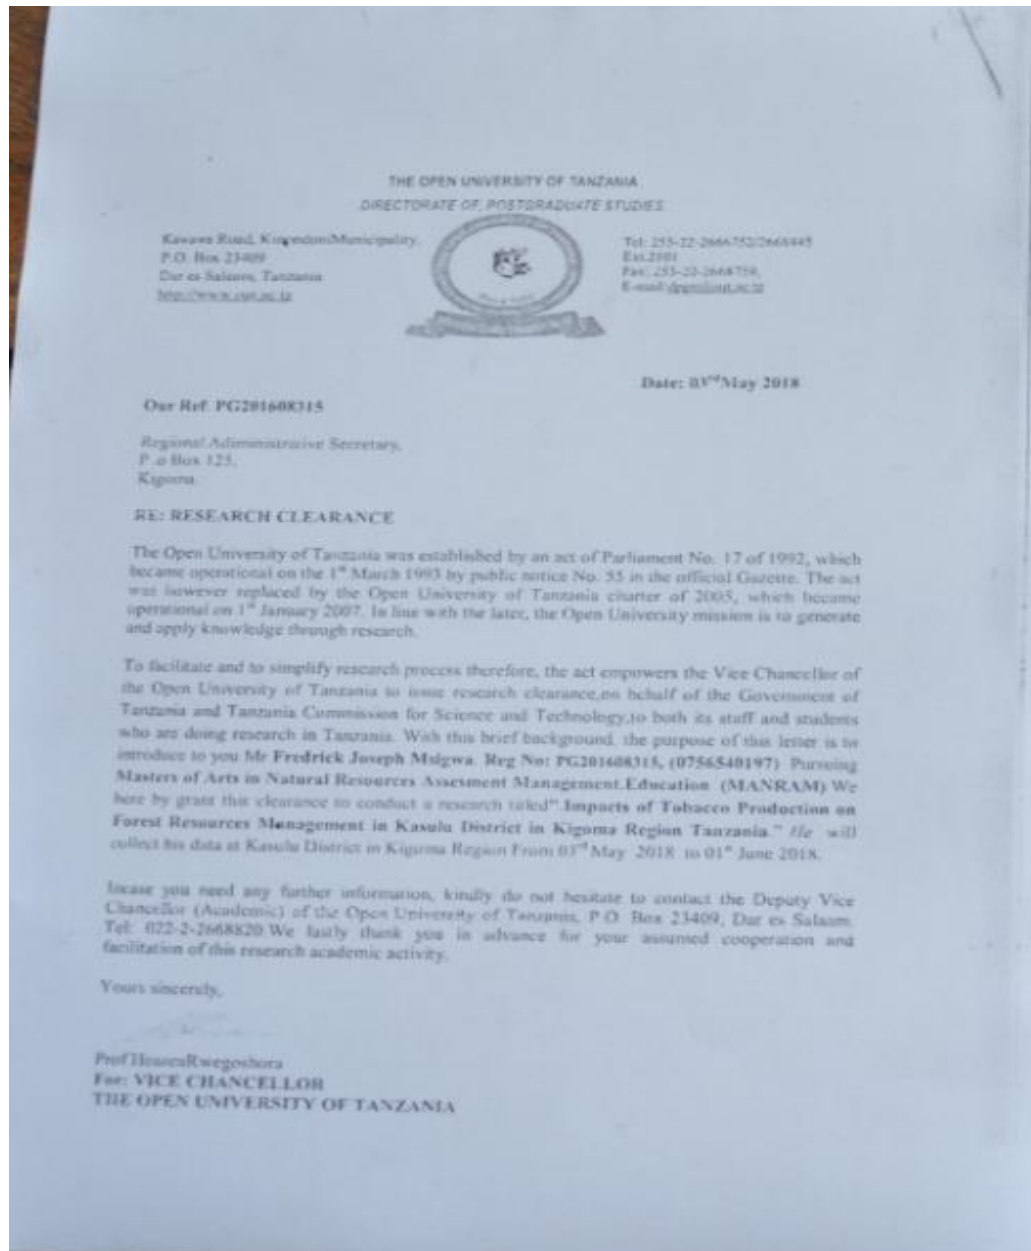 THE OPEN UNIVERSITY OF TANZANIA
DIRECTORATE OF POSTGRADUATE STUDIES
Kawawa Road, Kinondoni Municipality,
P.O. Box 23409
Dar es Salaam, Tanzania
http://www.out.ac.tz
Tel: 255-22-2666752/2668445
Ext.2101
Fax: 255-22-2668759,
E-mail:
Date: 03rd May 2018
Our Ref: PG201608315
Regional Adiministrative Secretary,
P .o Box 125,
Kigoma.
RE: RESEARCH CLEARANCE
The Open University of Tanzania was established by an act of Parliament No. 17 of 1992, which
became operational on the 1st March 1993 by public notice No. 55 in the official Gazette. The act
was however replaced by the Open University of Tanzania charter of 2005, which became
operational on 1st January 2007. In line with the later, the Open University mission is to generate
and apply knowledge through research.
To facilitate and to simplify research process therefore, the act empowers the Vice Chancellor of
the Open University of Tanzania to issue research clearance,on behalf of the Government of
Tanzania and Tanzania Commission for Science and Technology,to both its staff and students
who are doing research in Tanzania. With this brief background, the purpose of this letter is to
introduce to you Mr Fredrick Joseph Msigwa. Reg No: PG201608315, (0756540197) Pursuing
Masters of Arts in Natural Resources Assesment Management.Education (MANRAM) We
here by grant this clearance to conduct a research titled" Impacts of Tobacco Production on
Forest Resources Management in Kasulu District in Kigoma Region Tanzania." He will
collect his data at Kasulu District in Kigoma Region From 03rd May 2018 to 01st June 2018.
Incase you need any further information, kindly do not hesitate to contact the Deputy Vice
Chancellor (Academic) of the Open University of Tanzania, P.O. Box 23409, Dar es Salaam.
Tel: 022-2-2668820.We lastly thank you in advance for your assumed cooperation and
facilitation of this research academic activity.
Yours sincerely,
Prof
For: VICE CHANCELLOR
THE OPEN UNIVERSITY OF TANZANIA